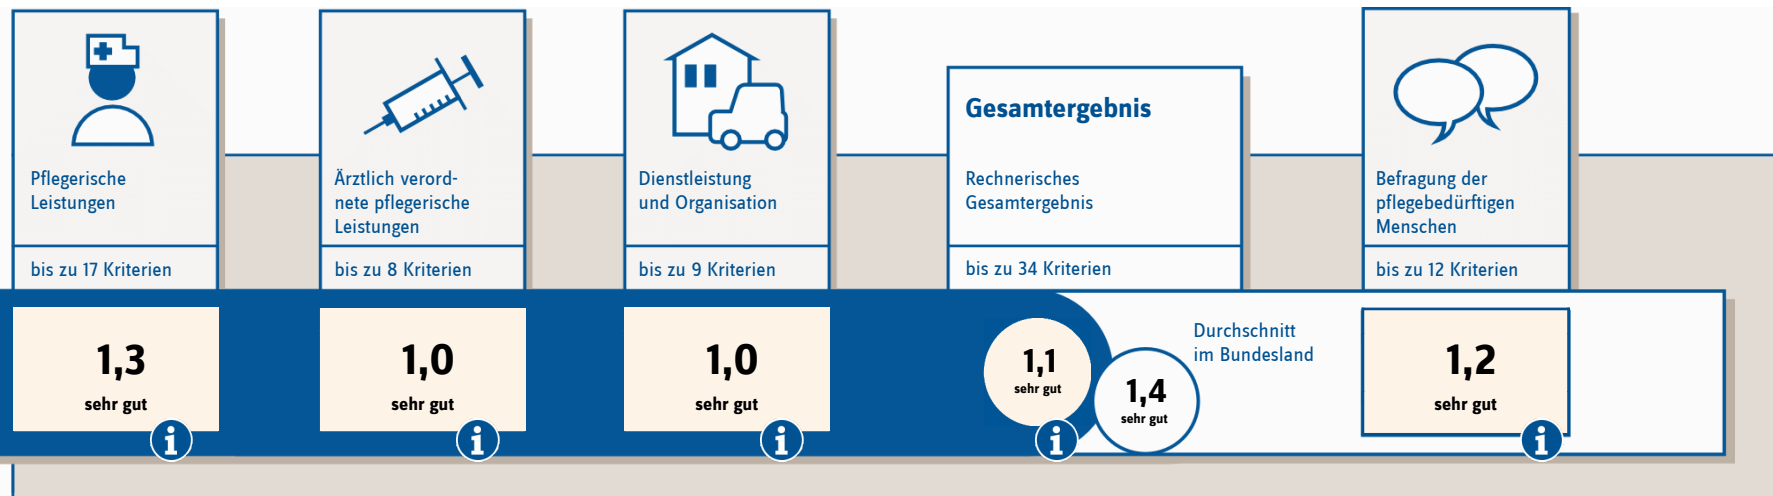 Pflegerische
Leistungen
bis zu 17 Kriterien
1,3
sehr gut
i
Ärztlich verord-
nete pflegerische
Leistungen
bis zu 8 Kriterien
1,0
sehr gut
i
Dienstleistung
und Organisation
bis zu 9 Kriterien
1,0
sehr gut
i
Gesamtergebnis
Rechnerisches
Gesamtergebnis
bis zu 34 Kriterien
1,1
sehr gut
i
Durchschnitt
im Bundesland
1,4
sehr gut
Befragung der
pflegebedürftigen
Menschen
bis zu 12 Kriterien
1,2
sehr gut
i